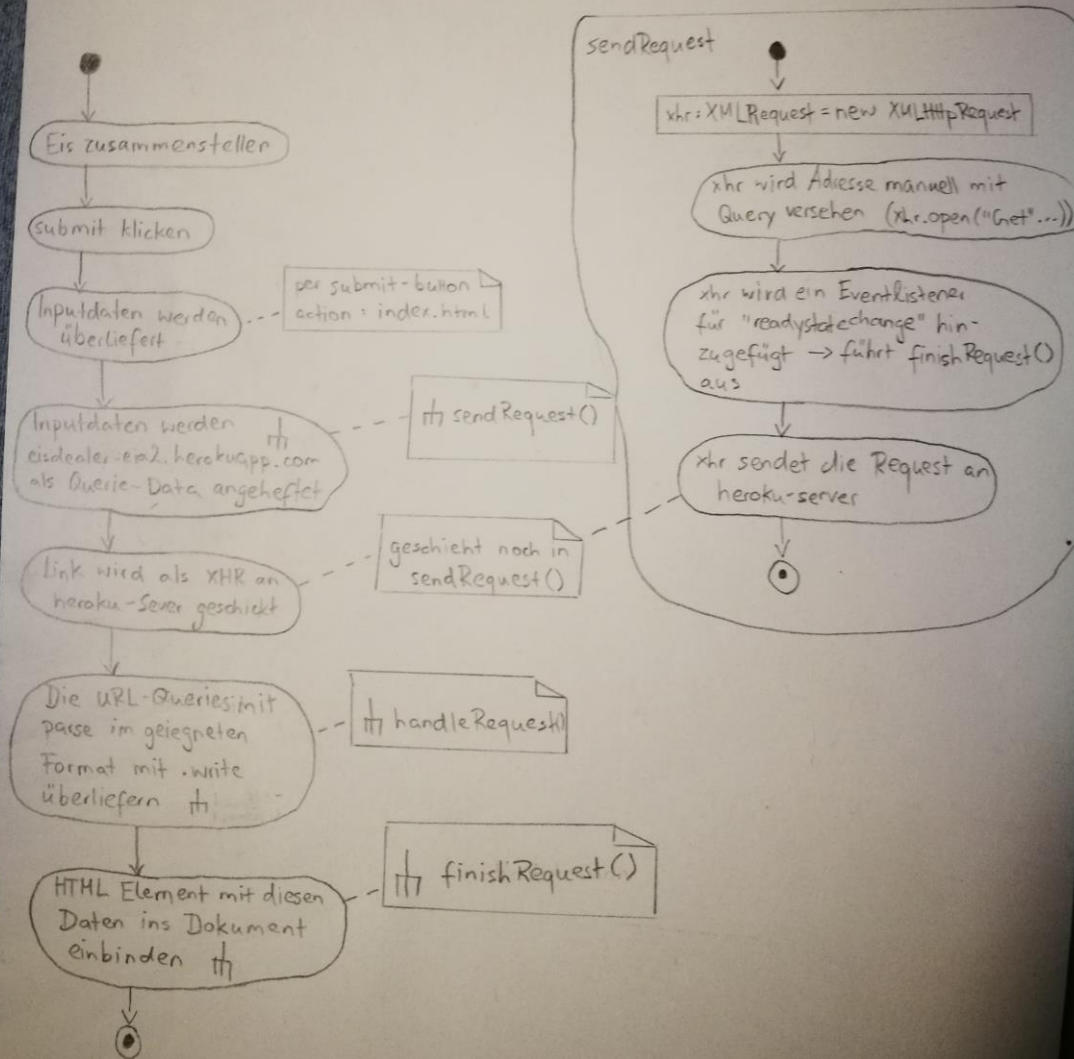 Eis zusammenstellen
submit klicken
Inputdaten werden
überliefert
per submit-button
action: index.html
Inputdaten werden
eisdealer-eia2.herokuapp.com
als Querie-Data angeheftet
sendRequest()
Link wird als XHR an
heroku-Sever geschickt
geschieht noch in
sendRequest()
Die URL-Queries mit
parse im geiegneten
Format mit .write
überliefern
handleRequest()
HTML Element mit diesen
Daten ins Dokument
einbinden
finishRequest()
sendRequest
xhr: XMLRequest = new XMLHttpRequest
xhr wird Adresse manuell mit
Query versehen (xhr.open("Get"...))
xhr wird ein Eventlistener
für "readystatechange" hin-
zugefügt → führt finishRequest()
aus
xhr sendet die Request an
heroku-server